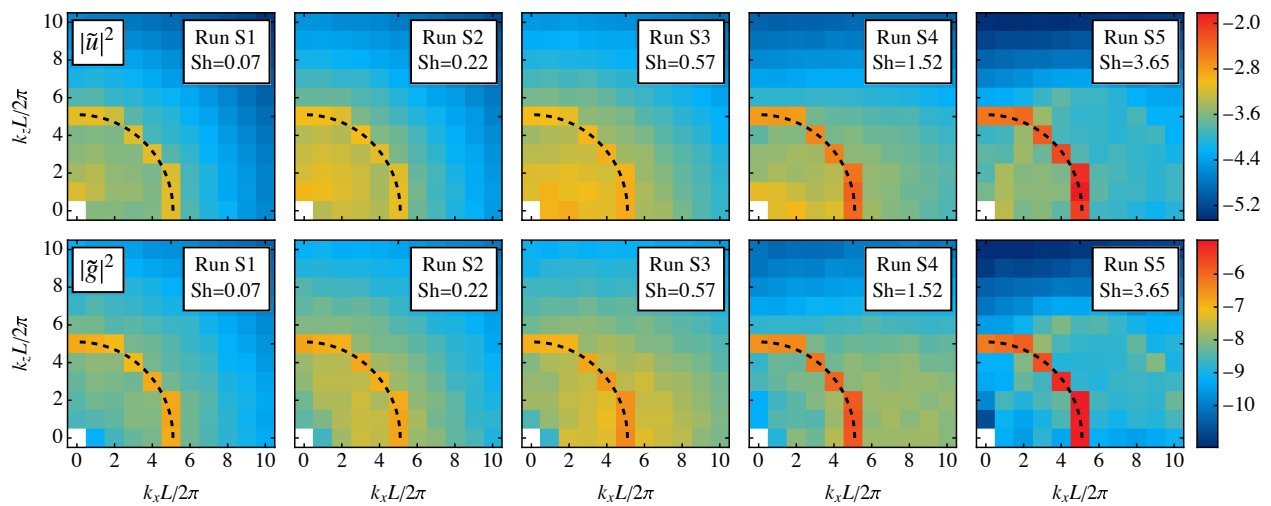 |ũ|²
Run S1
Sh=0.07
Run S2
Sh=0.22
Run S3
Sh=0.57
Run S4
Sh=1.52
Run S5
Sh=3.65
10
8
6
4
2
0
k_zL/2π
−2.0
−2.8
−3.6
−4.4
−5.2
|g̃|²
Run S1
Sh=0.07
Run S2
Sh=0.22
Run S3
Sh=0.57
Run S4
Sh=1.52
Run S5
Sh=3.65
10
8
6
4
2
0
k_zL/2π
−6
−7
−8
−9
−10
0 2 4 6 8 10
0 2 4 6 8 10
0 2 4 6 8 10
0 2 4 6 8 10
0 2 4 6 8 10
k_xL/2π
k_xL/2π
k_xL/2π
k_xL/2π
k_xL/2π